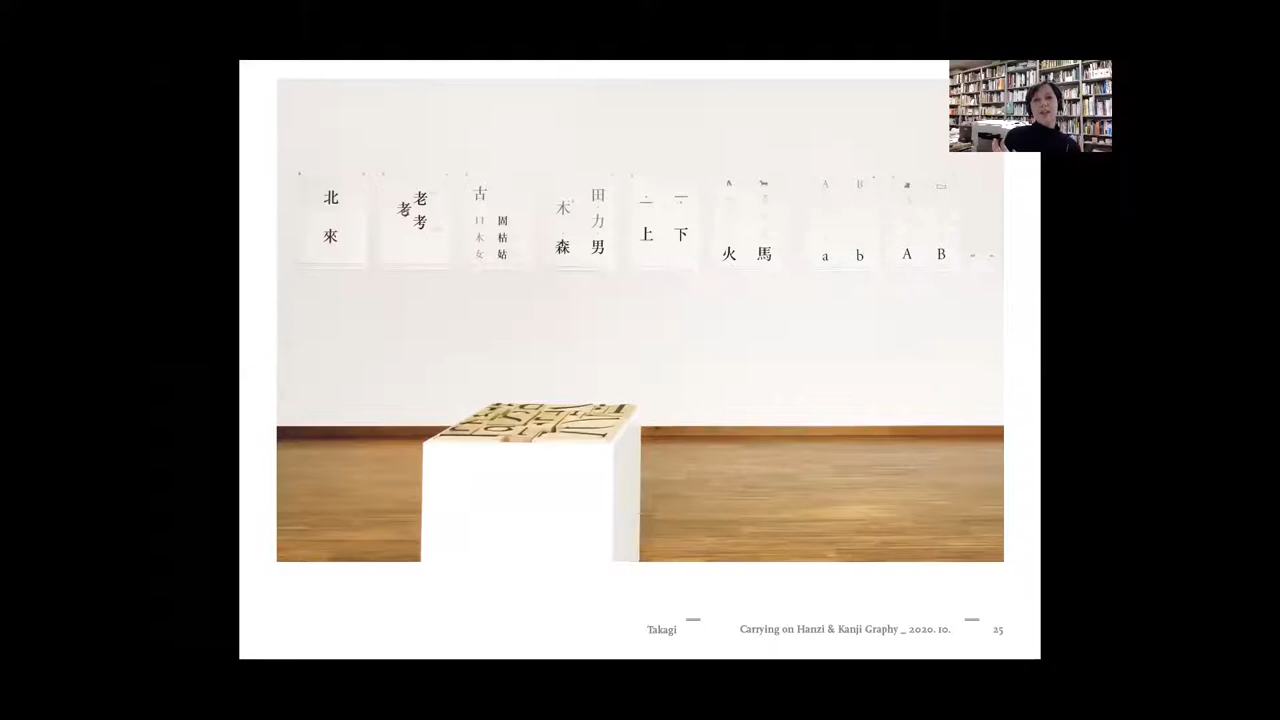 北
來
老
考
考
古
口 固
木 枯
女 姑
木
森
田
力
男
上 下
火 馬
A B
a b
A B
Takagi
Carrying on Hanzi & Kanji Graphy _ 2020. 10.
25